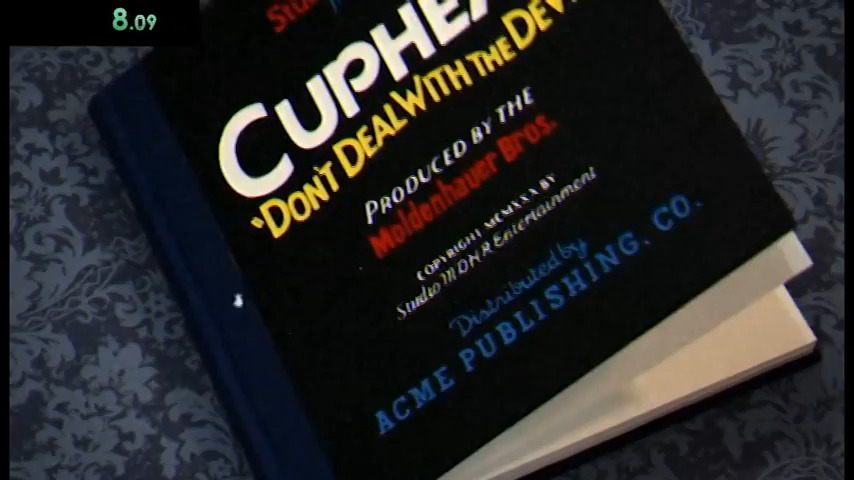 8.09
Stu
CUPHEA
"DON'T DEAL WITH THE DEV
PRODUCED BY THE
Moldenhauer Bros.
COPYRIGHT MCMXXX BY
Studio MDHR Entertainment
Distributed by
ACME PUBLISHING. CO.